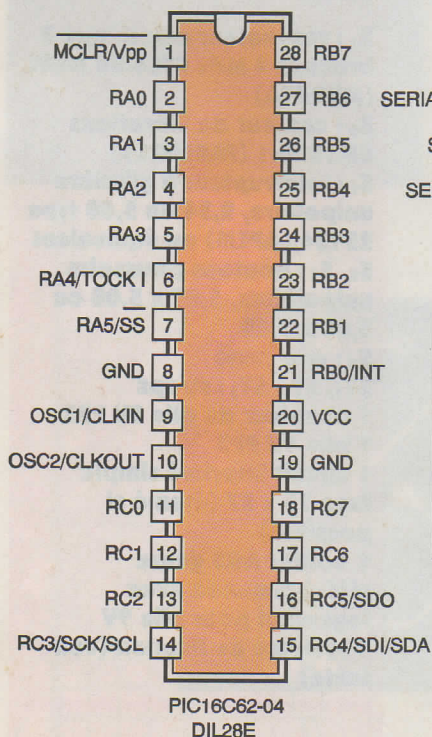 MCLR/Vpp 1 28 RB7
RA0 2 27 RB6 SERIA
RA1 3 26 RB5 S
RA2 4 25 RB4 SE
RA3 5 24 RB3
RA4/TOCK I 6 23 RB2
RA5/SS 7 22 RB1
GND 8 21 RB0/INT
OSC1/CLKIN 9 20 VCC
OSC2/CLKOUT 10 19 GND
RC0 11 18 RC7
RC1 12 17 RC6
RC2 13 16 RC5/SDO
RC3/SCK/SCL 14 15 RC4/SDI/SDA
PIC16C62-04
DIL28E